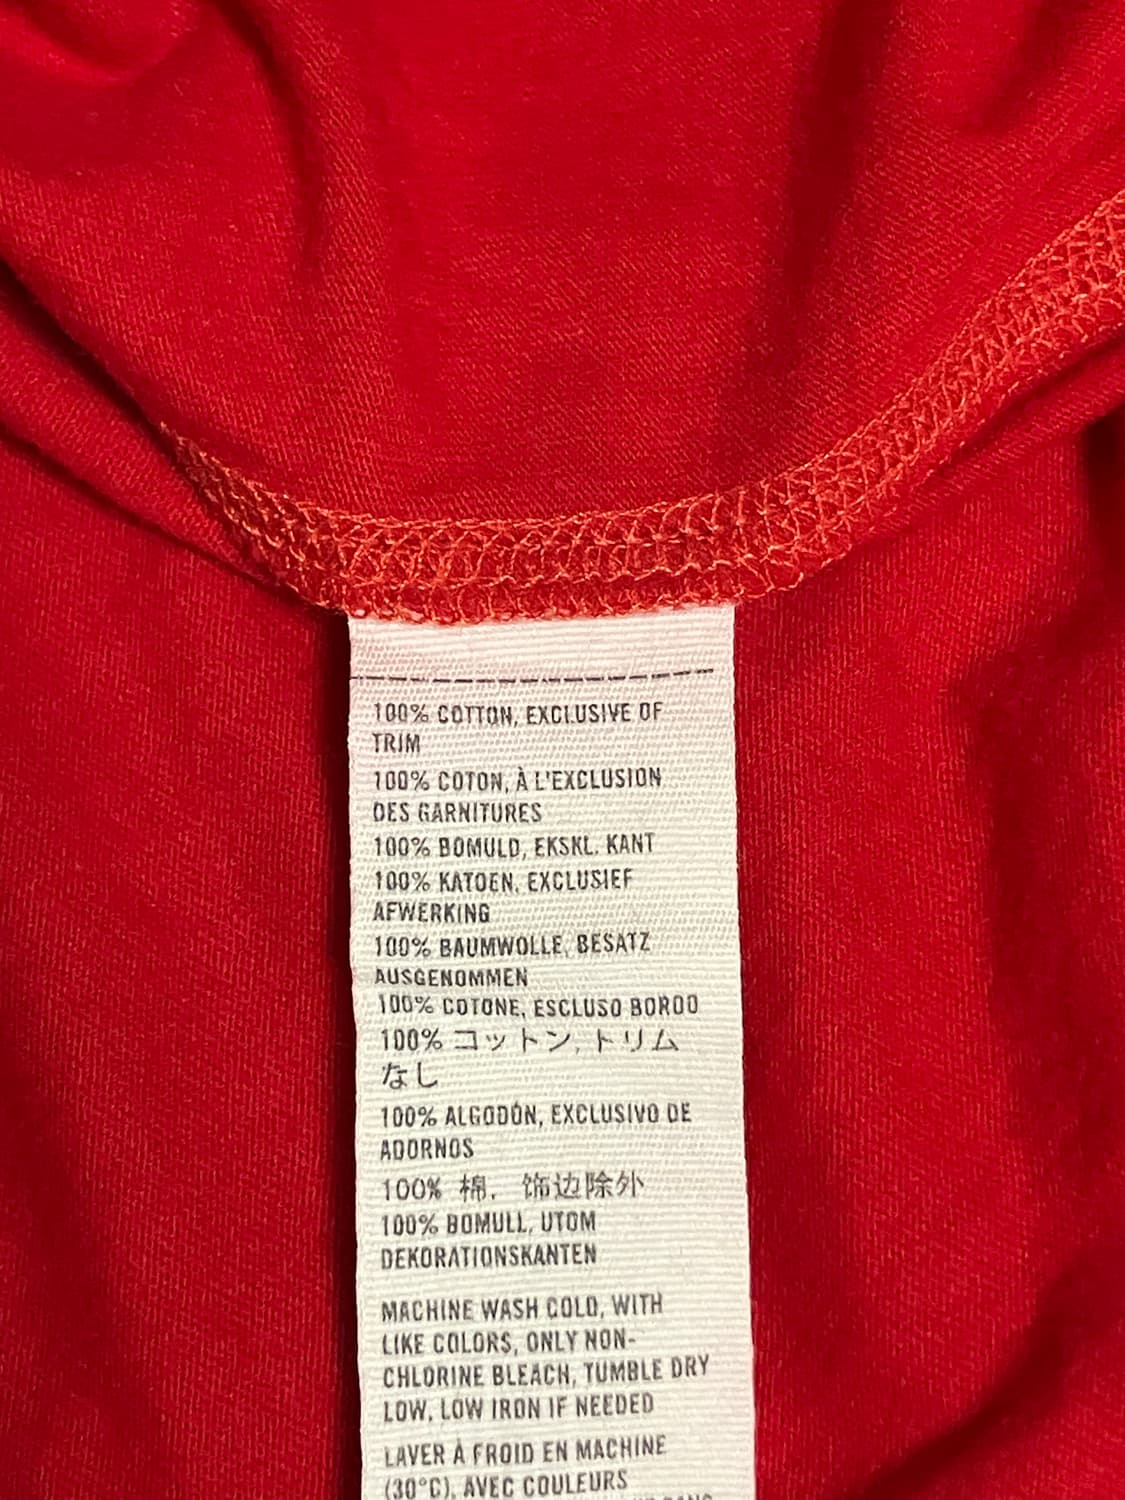 100% COTTON, EXCLUSIVE OF
TRIM
100% COTON, À L'EXCLUSION
DES GARNITURES
100% BOMULD, EKSKL. KANT
100% KATOEN, EXCLUSIEF
AFWERKING
100% BAUMWOLLE, BESATZ
AUSGENOMMEN
100% COTONE, ESCLUSO BORDO
100% コットン, トリム
なし
100% ALGODÓN, EXCLUSIVO DE
ADORNOS
100% 棉, 饰边除外
100% BOMULL, UTOM
DEKORATIONSKANTEN
MACHINE WASH COLD, WITH
LIKE COLORS, ONLY NON-
CHLORINE BLEACH, TUMBLE DRY
LOW, LOW IRON IF NEEDED
LAVER À FROID EN MACHINE
(30°C), AVEC COULEURS